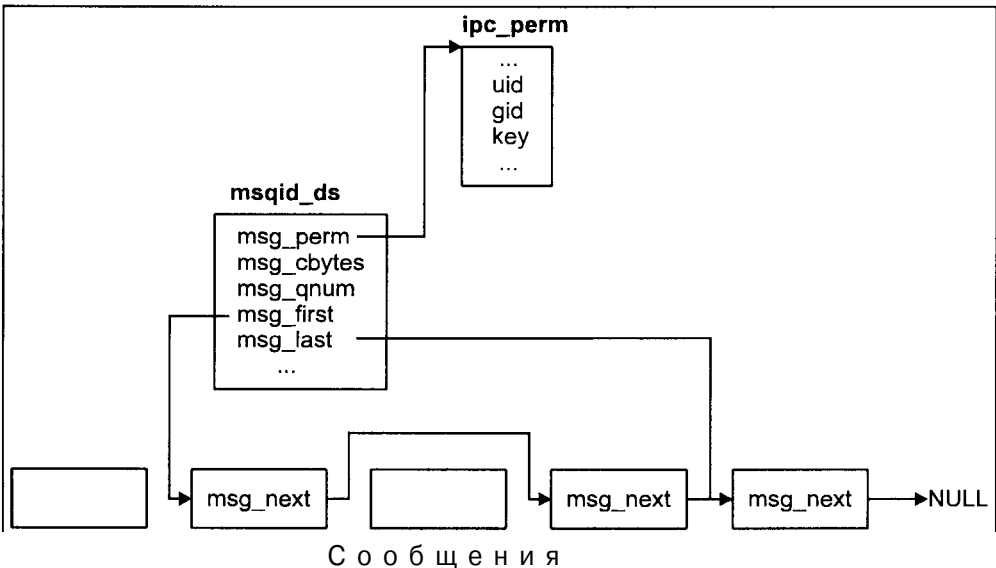 ipc_perm
...
uid
gid
key
...
msqid_ds
msg_perm
msg_cbytes
msg_qnum
msg_first
msg_last
...
msg_next
msg_next
msg_next
NULL
Сообщения